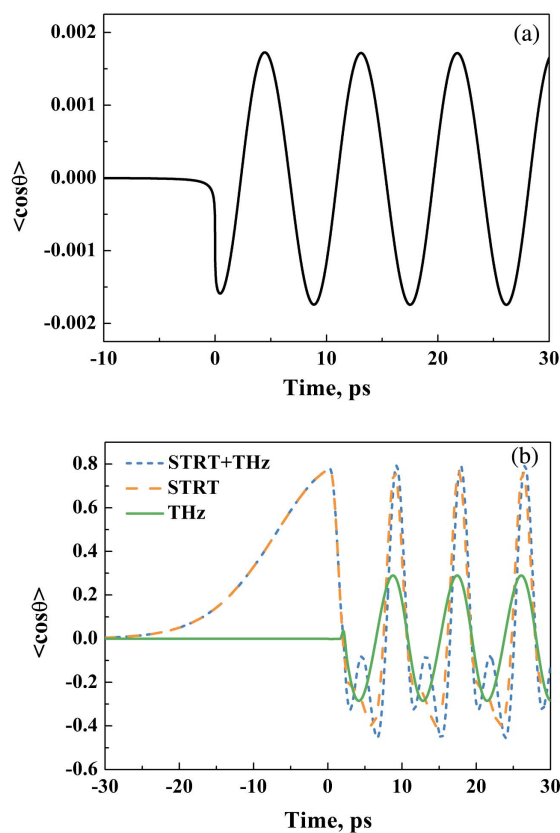 (a)
0.002
0.001
0.000
-0.001
-0.002
<cosθ>
-10 0 10 20 30
Time, ps
(b)
STRT+THz
STRT
THz
0.8
0.6
0.4
0.2
0.0
-0.2
-0.4
-0.6
<cosθ>
-30 -20 -10 0 10 20 30
Time, ps